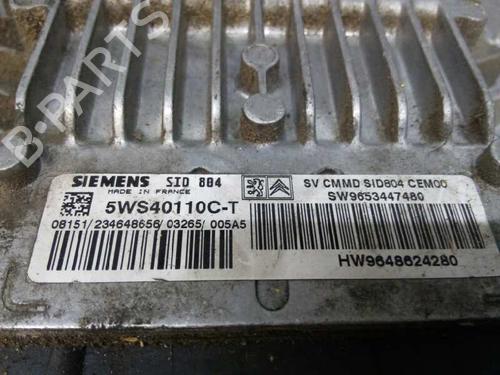 B-PARTS
SIEMENS SID 804
MADE IN FRANCE
5WS40110C-T
08151/234648656/03265/005A5
SV CMMD SID804 CEM00
SW9653447480
HW9648624280